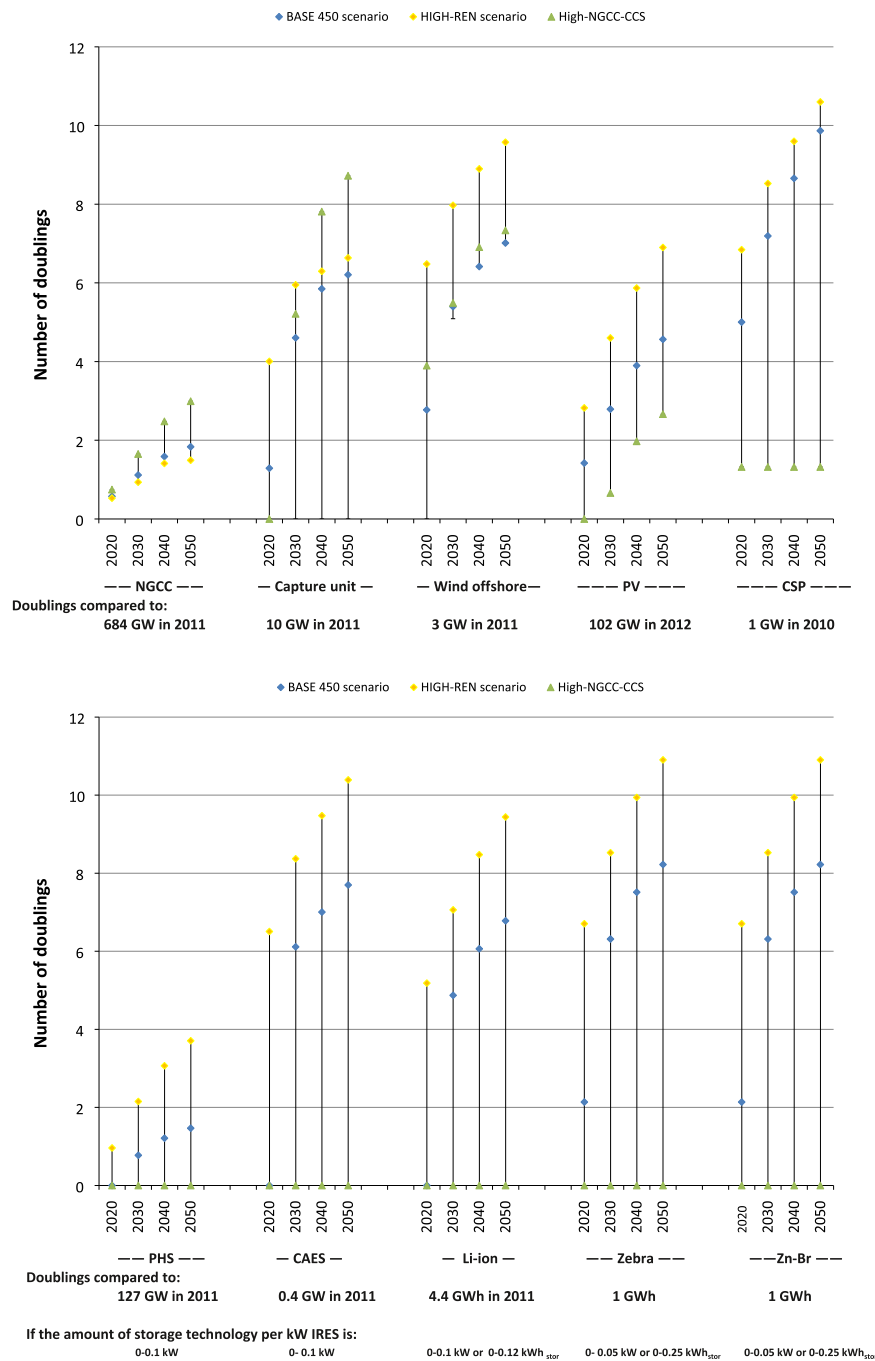 BASE 450 scenario HIGH-REN scenario High-NGCC-CCS
12
10
8
6
4
2
0
Number of doublings
2020 2030 2040 2050 2020 2030 2040 2050 2020 2030 2040 2050 2020 2030 2040 2050 2020 2030 2040 2050
—— NGCC —— — Capture unit — — Wind offshore— ——— PV ——— ——— CSP ———
Doublings compared to:
684 GW in 2011 10 GW in 2011 3 GW in 2011 102 GW in 2012 1 GW in 2010
BASE 450 scenario HIGH-REN scenario High-NGCC-CCS
12
10
8
6
4
2
0
Number of doublings
2020 2030 2040 2050 2020 2030 2040 2050 2020 2030 2040 2050 2020 2030 2040 2050 2020 2030 2040 2050
—— PHS —— — CAES — — Li-ion — —— Zebra —— ——Zn-Br ——
Doublings compared to:
127 GW in 2011 0.4 GW in 2011 4.4 GWh in 2011 1 GWh 1 GWh
If the amount of storage technology per kW IRES is:
0-0.1 kW 0- 0.1 kW 0-0.1 kW or 0-0.12 kWh stor 0- 0.05 kW or 0-0.25 kWhstor 0-0.05 kW or 0-0.25 kWhsto